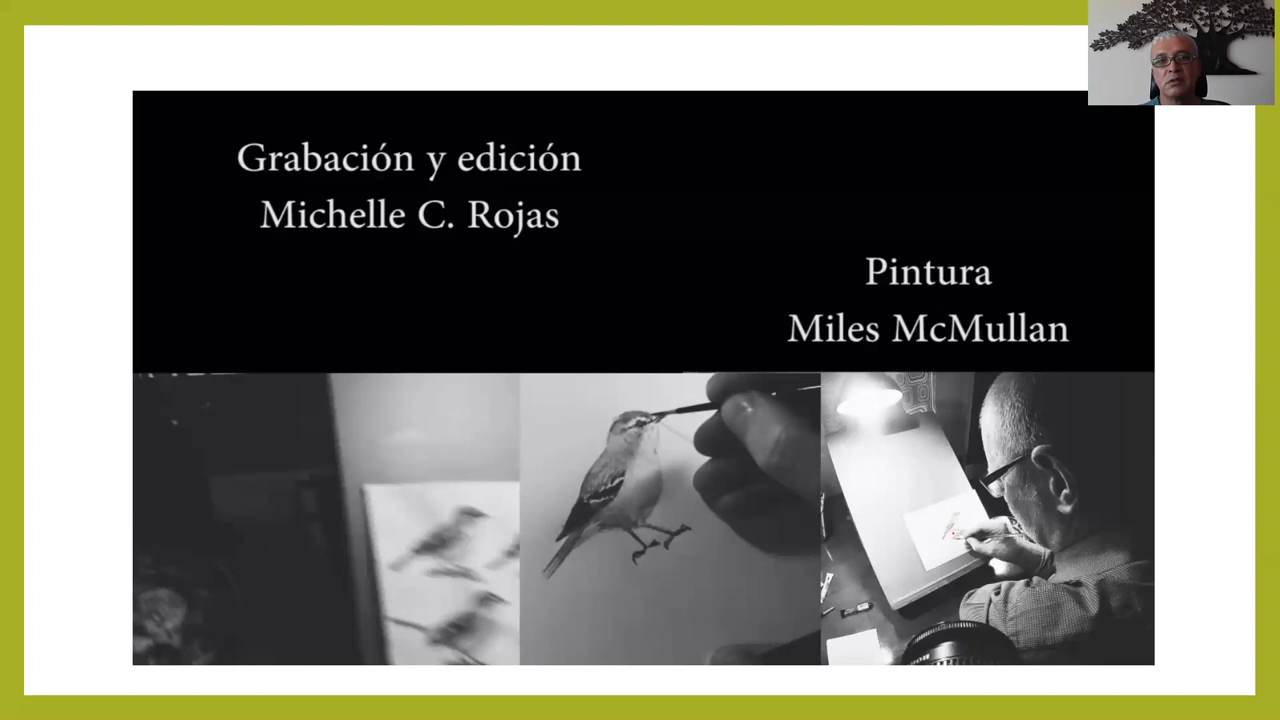 Grabación y edición
Michelle C. Rojas
Pintura
Miles McMullan